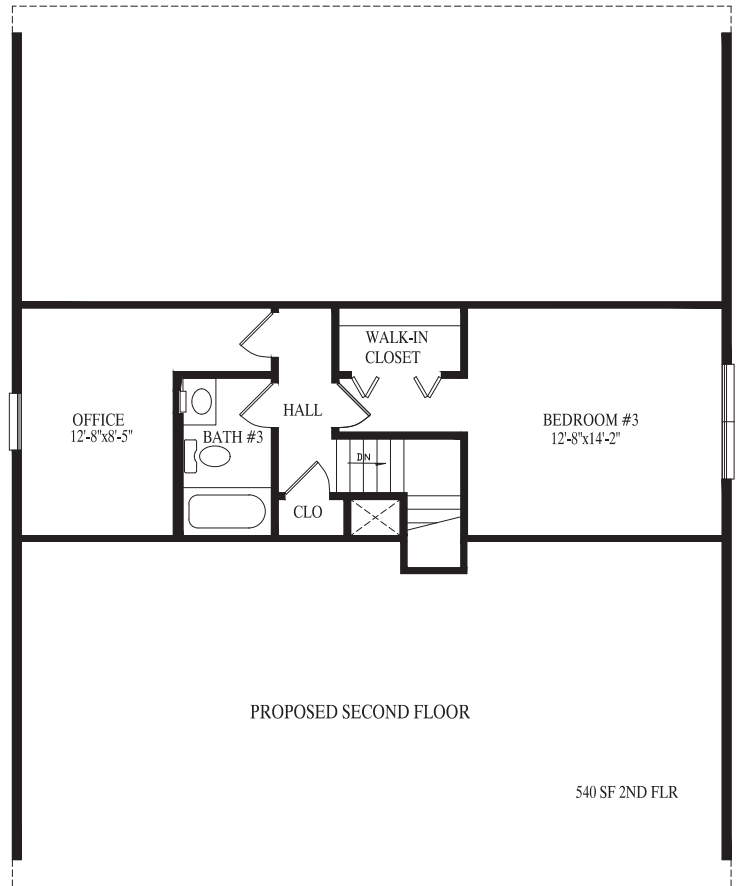 WALK-IN
CLOSET
HALL
OFFICE
12'-8"x8'-5"
BATH #3
BEDROOM #3
12'-8"x14'-2"
DN
CLO
PROPOSED SECOND FLOOR
540 SF 2ND FLR